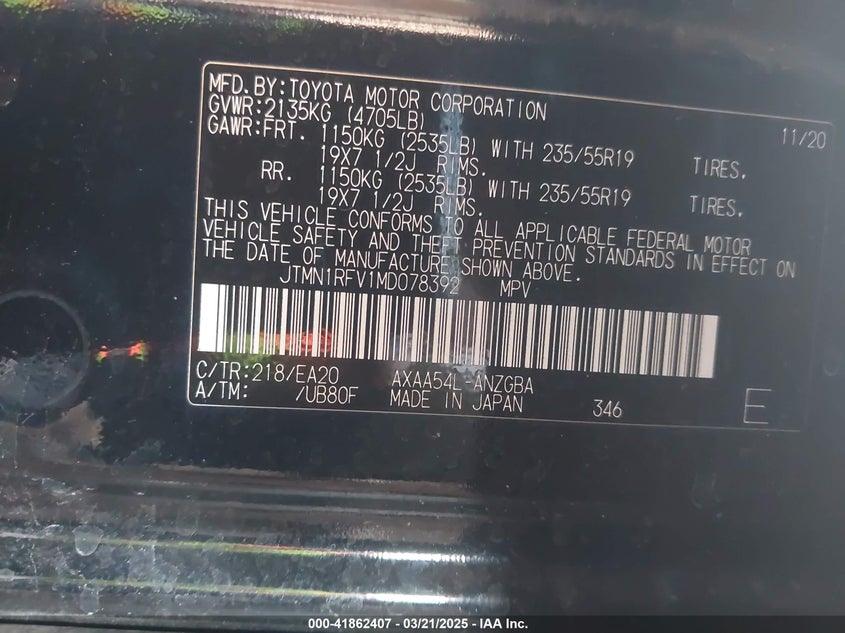 MFD.BY:TOYOTA MOTOR CORPORATION 11/20
GVWR:2135KG (4705LB)
GAWR:FRT. 1150KG (2535LB) WITH 235/55R19 TIRES.
19X7 1/2J RIMS.
RR. 1150KG (2535LB) WITH 235/55R19 TIRES.
19X7 1/2J RIMS.
THIS VEHICLE CONFORMS TO ALL APPLICABLE FEDERAL MOTOR
VEHICLE SAFETY AND THEFT PREVENTION STANDARDS IN EFFECT ON
THE DATE OF MANUFACTURE SHOWN ABOVE.
JTMN1RFV1MD078392 MPV
C/TR:218/EA20 AXAA54L-ANZGBA
A/TM: /UB80F MADE IN JAPAN 346 E
000-41862407 - 03/21/2025 - IAA Inc.